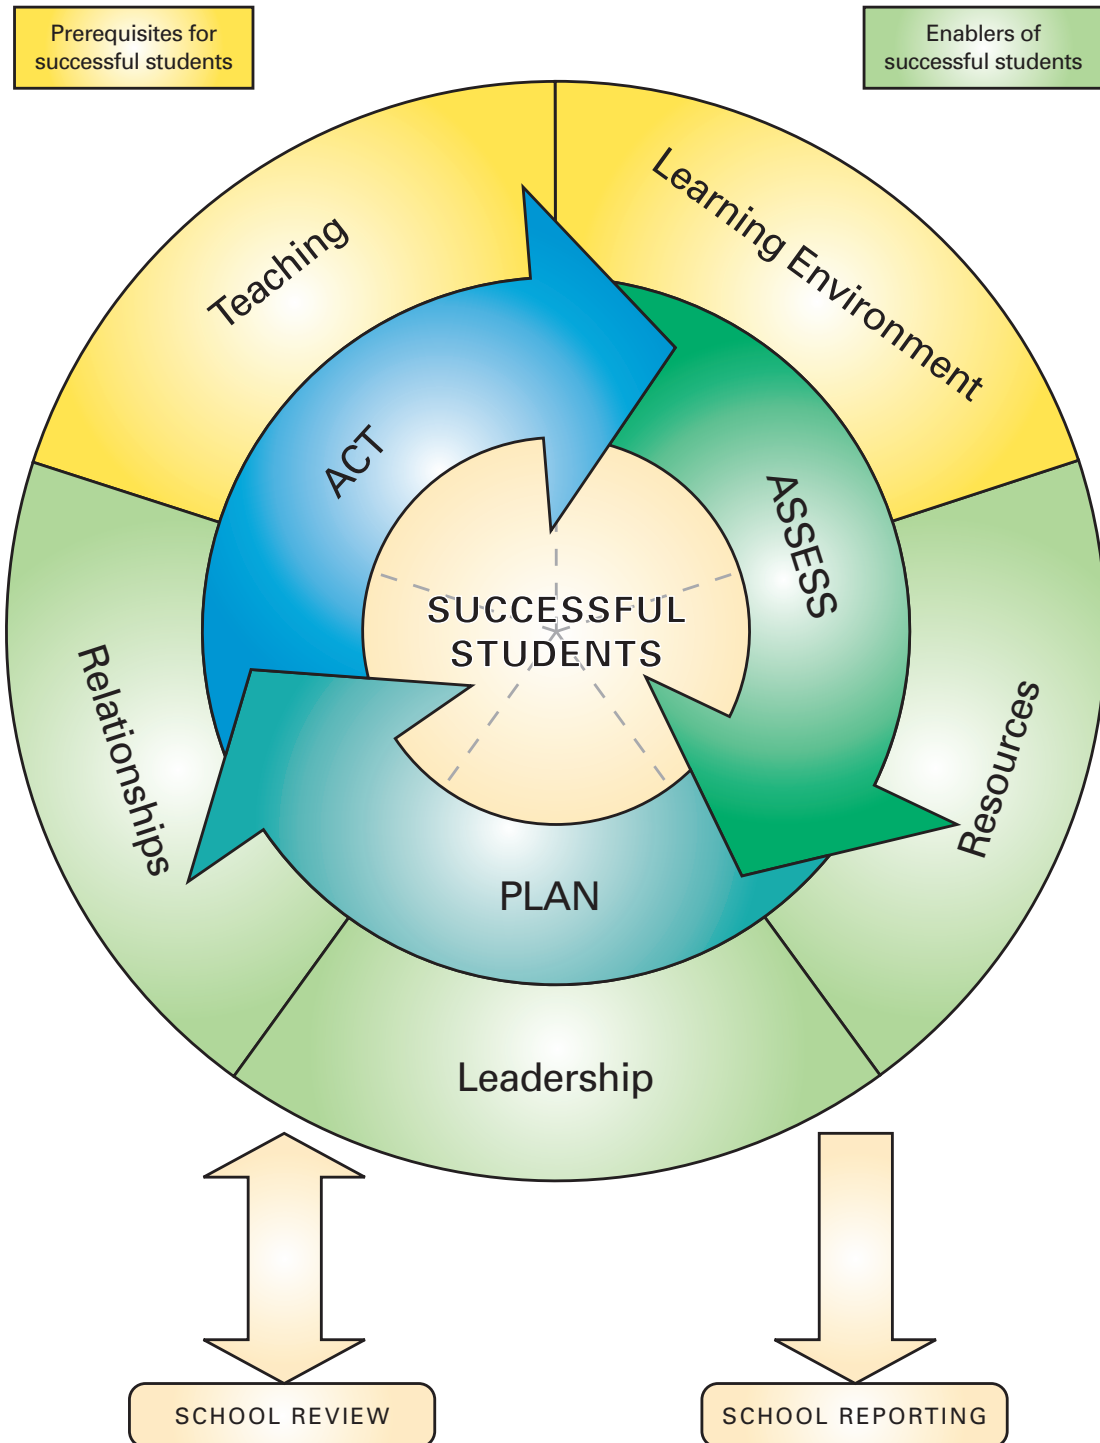 Prerequisites for
successful students
Enablers of
successful students
Teaching
Learning Environment
ACT
ASSESS
SUCCESSFUL
STUDENTS
Relationships
Resources
PLAN
Leadership
SCHOOL REVIEW
SCHOOL REPORTING